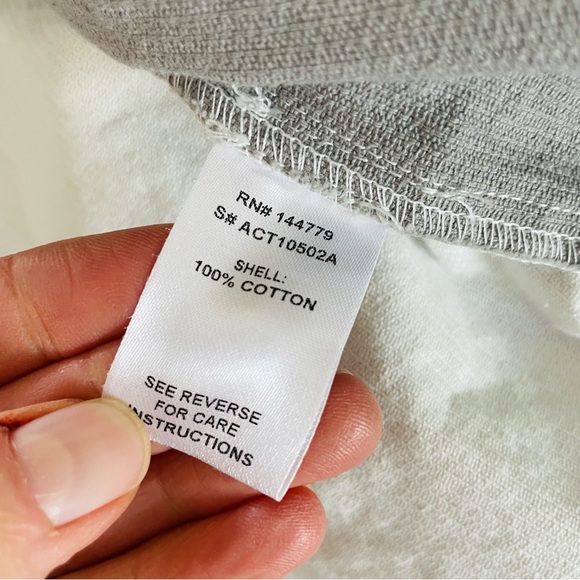 RN# 144779
S# ACT10502A
SHELL:
100% COTTON
SEE REVERSE
FOR CARE
INSTRUCTIONS